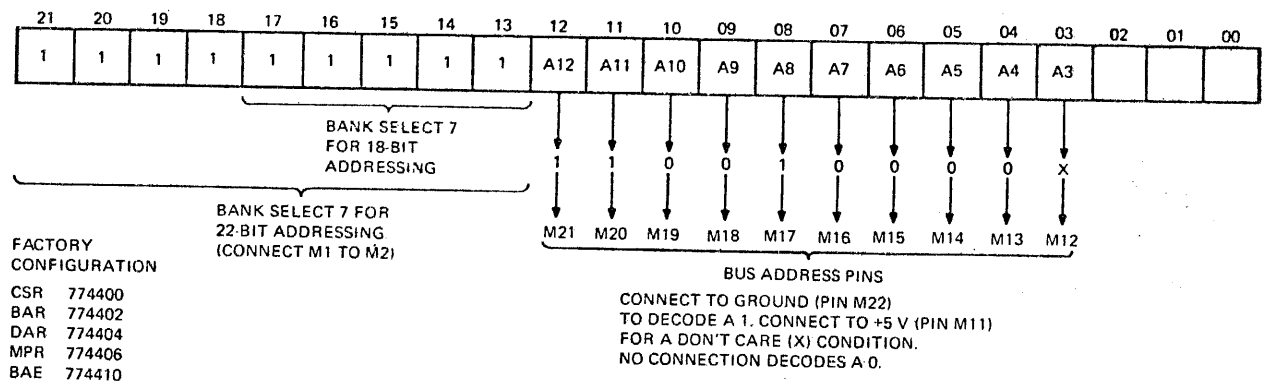 21 20 19 18 17 16 15 14 13 12 11 10 09 08 07 06 05 04 03 02 01 00
1 1 1 1 1 1 1 1 1 A12 A11 A10 A9 A8 A7 A6 A5 A4 A3
BANK SELECT 7
FOR 18-BIT
ADDRESSING
1 1 0 0 1 0 0 0 0 X
BANK SELECT 7 FOR
22-BIT ADDRESSING
(CONNECT M1 TO M2)
M21 M20 M19 M18 M17 M16 M15 M14 M13 M12
BUS ADDRESS PINS
CONNECT TO GROUND (PIN M22)
TO DECODE A 1. CONNECT TO +5 V (PIN M11)
FOR A DON'T CARE (X) CONDITION.
NO CONNECTION DECODES A 0.
FACTORY
CONFIGURATION
CSR 774400
BAR 774402
DAR 774404
MPR 774406
BAE 774410